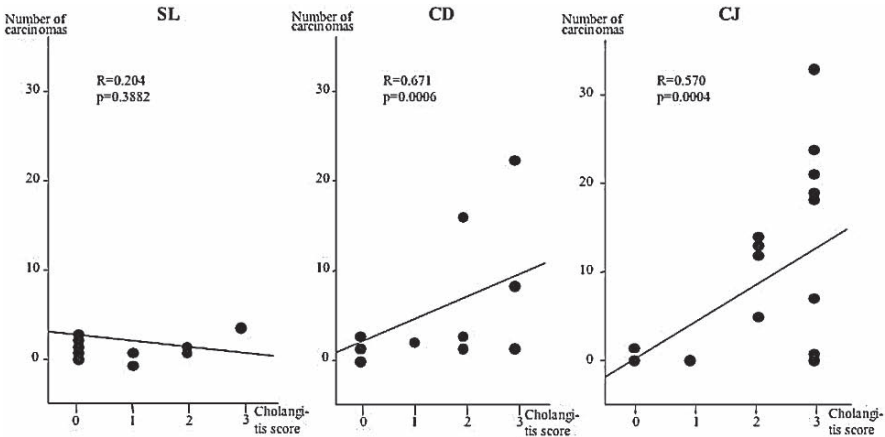 Number of
carcinomas
SL
R=0.204
p=0.3882
30
20
10
0
0
1
2
3
Cholangi-
tis score
Number of
carcinomas
CD
R=0.671
p=0.0006
30
20
10
0
0
1
2
3
Cholangi-
tis score
Number of
carcinomas
CJ
R=0.570
p=0.0004
30
20
10
0
0
1
2
3
Cholangi-
tis score